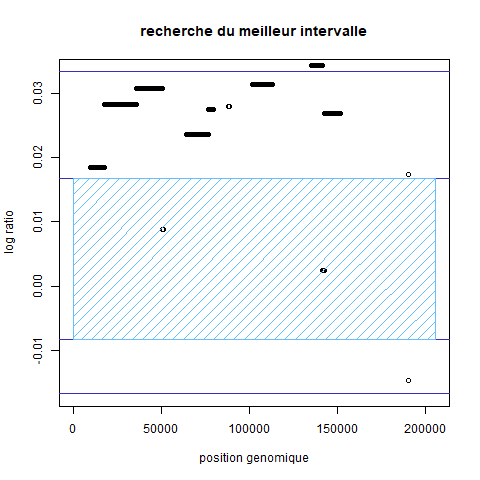 recherche du meilleur intervalle
log ratio
0.03
0.02
0.01
0.00
-0.01
0 50000 100000 150000 200000
position genomique